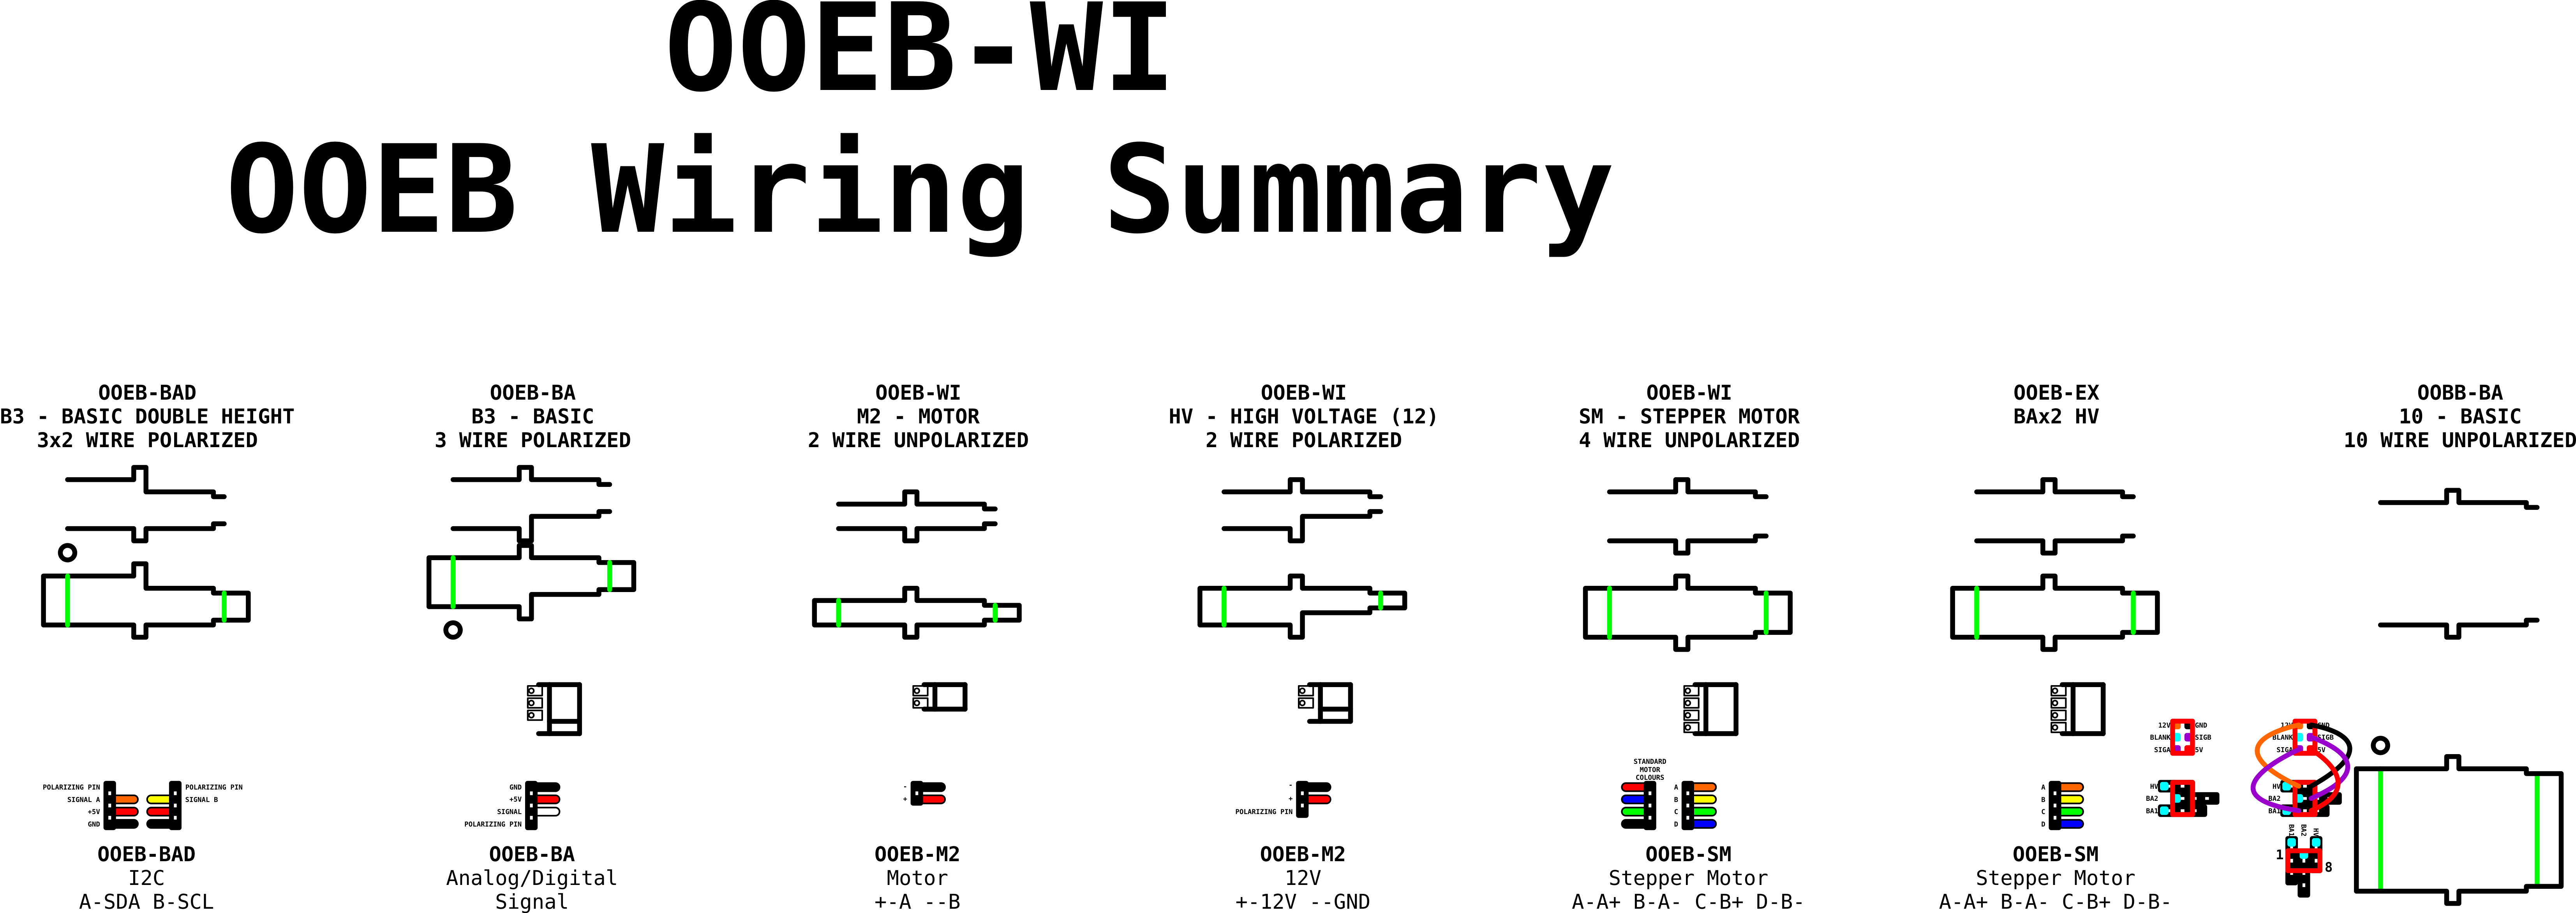 OOEB-WI
OOEB Wiring Summary
OOEB-BAD
B3 - BASIC DOUBLE HEIGHT
3x2 WIRE POLARIZED
OOEB-BA
B3 - BASIC
3 WIRE POLARIZED
OOEB-WI
M2 - MOTOR
2 WIRE UNPOLARIZED
OOEB-WI
HV - HIGH VOLTAGE (12)
2 WIRE POLARIZED
OOEB-WI
SM - STEPPER MOTOR
4 WIRE UNPOLARIZED
OOEB-EX
BAx2 HV
OOBB-BA
10 - BASIC
10 WIRE UNPOLARIZED
POLARIZING PIN
SIGNAL A
+5V
GND
POLARIZING PIN
SIGNAL B
OOEB-BAD
I2C
A-SDA B-SCL
GND
+5V
SIGNAL
POLARIZING PIN
OOEB-BA
Analog/Digital
Signal
-
+
OOEB-M2
Motor
+-A --B
-
+
POLARIZING PIN
OOEB-M2
12V
+-12V --GND
STANDARD
MOTOR
COLOURS
A
B
C
D
OOEB-SM
Stepper Motor
A-A+ B-A- C-B+ D-B-
A
B
C
D
OOEB-SM
Stepper Motor
A-A+ B-A- C-B+ D-B-
12V GND
BLANK SIGB
SIGA 5V
HV
BA2
BA1
12V GND
BLANK SIGB
SIGA 5V
HV
BA2
BA1
BA1 BA2 HV
1 8